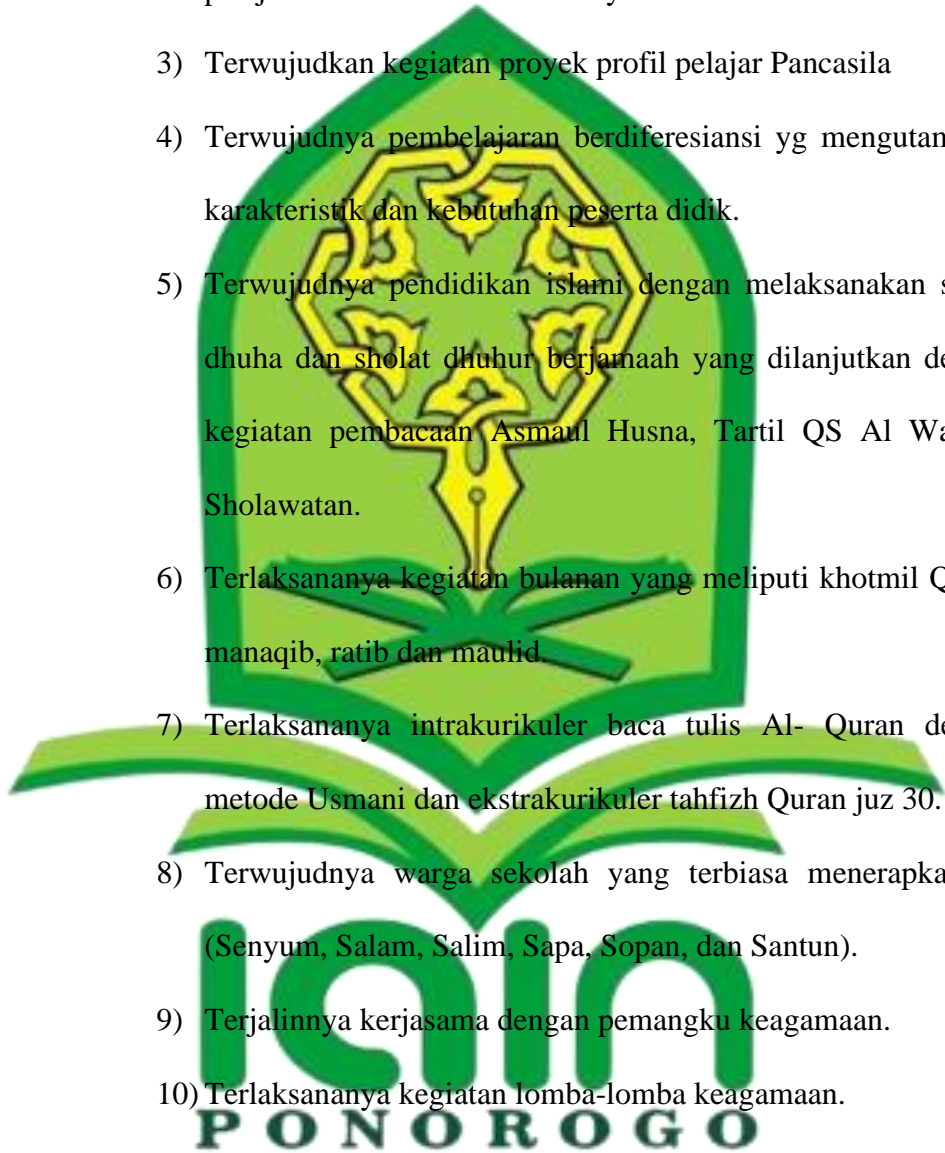 3) Terwujudkan kegiatan proyek profil pelajar Pancasila
4) Terwujudnya pembelajaran berdiferesiansi yg mengutan
karakteristik dan kebutuhan peserta didik.
5) Terwujudnya pendidikan islami dengan melaksanakan s
dhuha dan sholat dhuhur berjamaah yang dilanjutkan de
kegiatan pembacaan Asmaul Husna, Tartil QS Al Wa
Sholawatan.
6) Terlaksananya kegiatan bulanan yang meliputi khotmil Q
manaqib, ratib dan maulid.
7) Terlaksananya intrakurikuler baca tulis Al- Quran de
metode Usmani dan ekstrakurikuler tahfizh Quran juz 30.
8) Terwujudnya warga sekolah yang terbiasa menerapka
(Senyum, Salam, Salim, Sapa, Sopan, dan Santun).
9) Terjalinnya kerjasama dengan pemangku keagamaan.
10) Terlaksananya kegiatan lomba-lomba keagamaan.
iain
PONOROGO